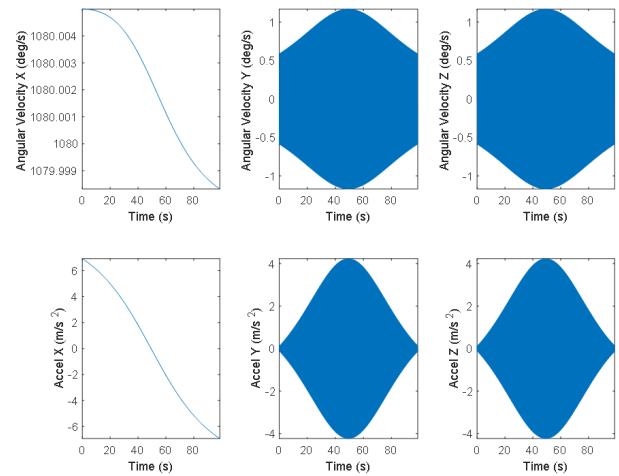 Angular Velocity X (deg/s)
1080.004
1080.003
1080.002
1080.001
1080
1079.999
0 20 40 60 80
Time (s)
Angular Velocity Y (deg/s)
1
0.5
0
-0.5
-1
0 20 40 60 80
Time (s)
Angular Velocity Z (deg/s)
1
0.5
0
-0.5
-1
0 20 40 60 80
Time (s)
Accel X (m/s 2)
6
4
2
0
-2
-4
-6
0 20 40 60 80
Time (s)
Accel Y (m/s 2)
4
2
0
-2
-4
0 20 40 60 80
Time (s)
Accel Z (m/s 2)
4
2
0
-2
-4
0 20 40 60 80
Time (s)